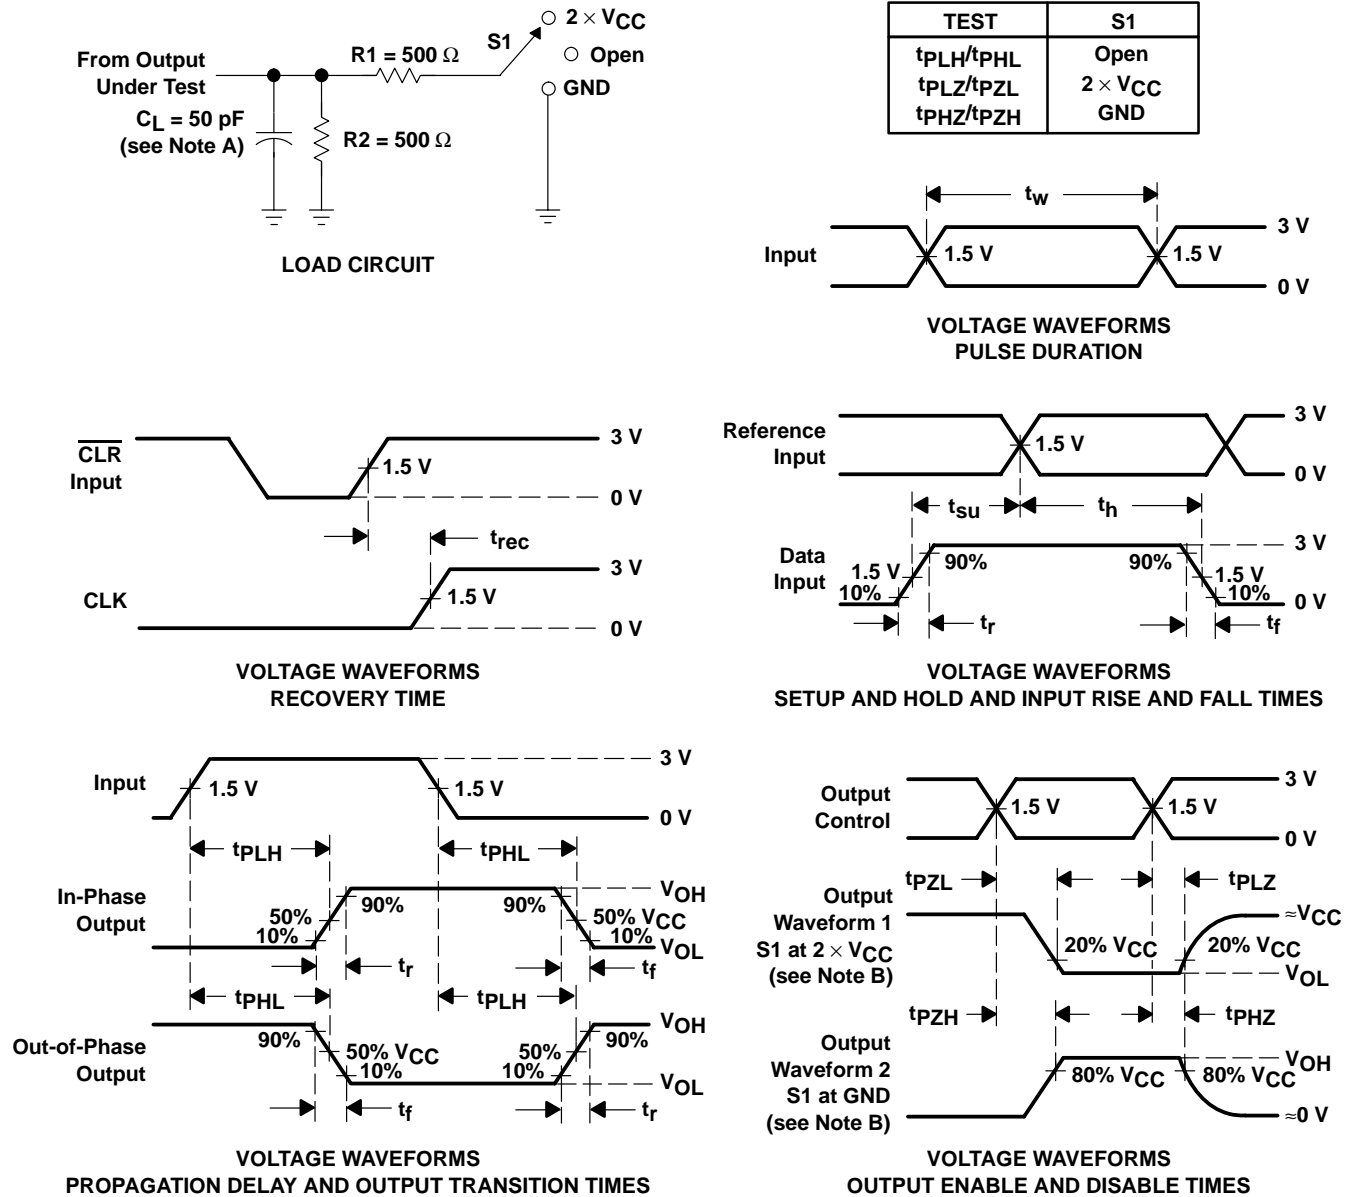 From Output
Under Test
R1 = 500 Ω
S1
2 × VCC
Open
GND
CL = 50 pF
(see Note A)
R2 = 500 Ω
LOAD CIRCUIT
TEST S1
tPLH/tPHL Open
tPLZ/tPZL 2 × VCC
tPHZ/tPZH GND
tw
Input
1.5 V
1.5 V
3 V
0 V
VOLTAGE WAVEFORMS
PULSE DURATION
CLR
Input
1.5 V
3 V
0 V
trec
CLK
1.5 V
3 V
0 V
VOLTAGE WAVEFORMS
RECOVERY TIME
Reference
Input
1.5 V
3 V
0 V
tsu
th
Data
Input
1.5 V
10%
90%
90%
1.5 V
10%
3 V
0 V
tr
tf
VOLTAGE WAVEFORMS
SETUP AND HOLD AND INPUT RISE AND FALL TIMES
Input
1.5 V
1.5 V
3 V
0 V
tPLH
tPHL
In-Phase
Output
50%
10%
90%
90%
50% VCC
10%
VOH
VOL
tr
tf
tPHL
tPLH
Out-of-Phase
Output
90%
50% VCC
10%
50%
10%
90%
VOH
VOL
tf
tr
VOLTAGE WAVEFORMS
PROPAGATION DELAY AND OUTPUT TRANSITION TIMES
Output
Control
1.5 V
1.5 V
3 V
0 V
tPZL
tPLZ
Output
Waveform 1
S1 at 2 × VCC
(see Note B)
20% VCC
20% VCC
≈VCC
VOL
tPZH
tPHZ
Output
Waveform 2
S1 at GND
(see Note B)
80% VCC
80% VCC
VOH
≈0 V
VOLTAGE WAVEFORMS
OUTPUT ENABLE AND DISABLE TIMES